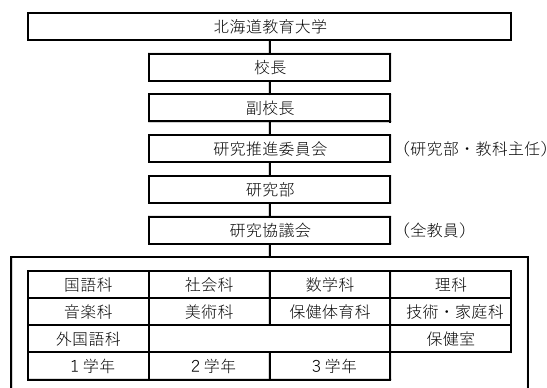 北海道教育大学
校長
副校長
研究推進委員会 （研究部・教科主任）
研究部
研究協議会 （全教員）
国語科 社会科 数学科 理科
音楽科 美術科 保健体育科 技術・家庭科
外国語科 保健室
１学年 ２学年 ３学年